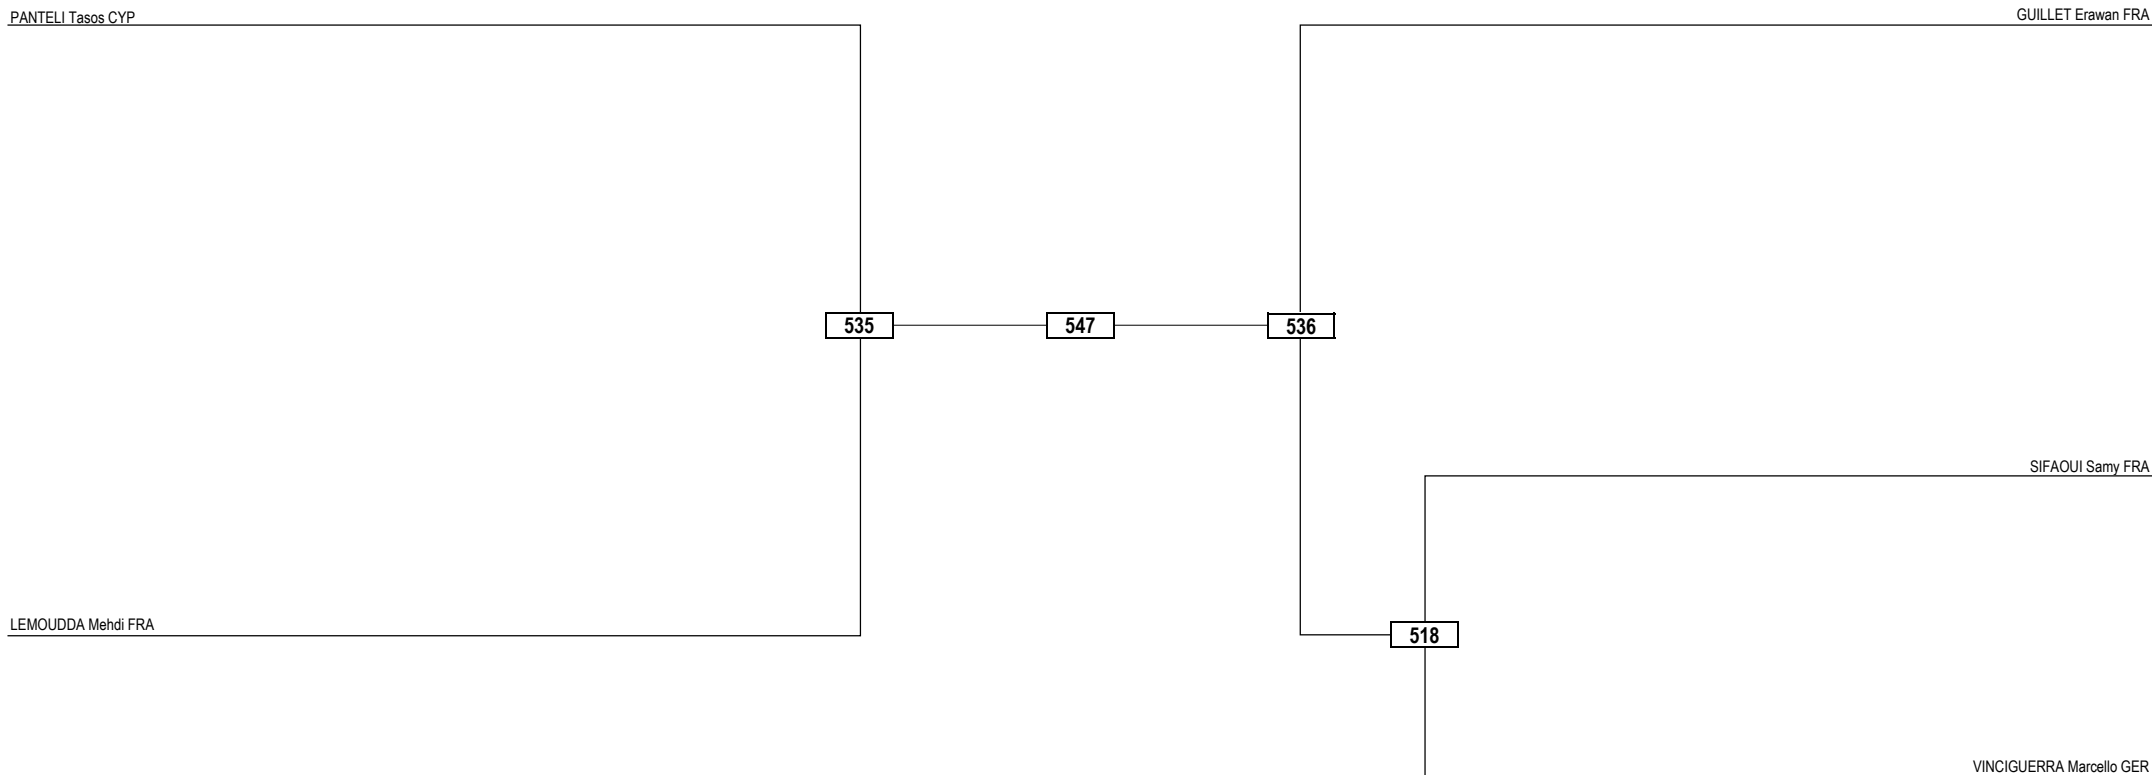 PANTELI Tasos CYP
GUILLET Erawan FRA
535
547
536
SIFAOUI Samy FRA
LEMOUDDA Mehdi FRA
518
VINCIGUERRA Marcello GER